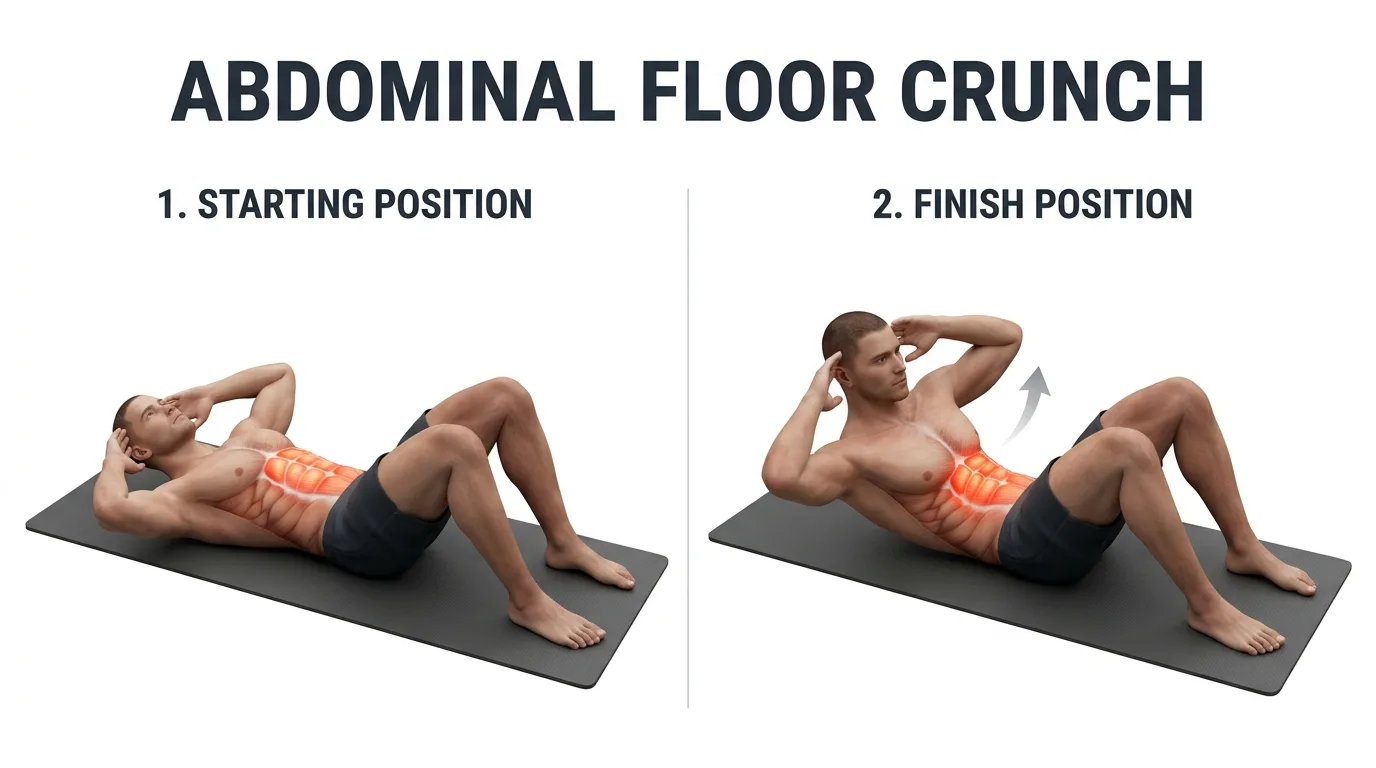 ABDOMINAL FLOOR CRUNCH
1. STARTING POSITION
2. FINISH POSITION